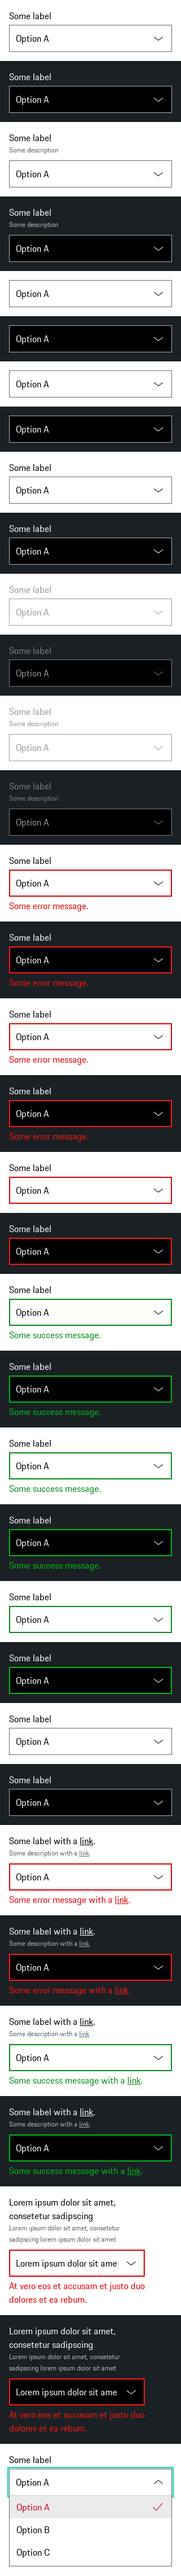 Some label
Option A
Some label
Option A
Some label
Some description
Option A
Some label
Some description
Option A
Option A
Option A
Option A
Option A
Some label
Option A
Some label
Option A
Some label
Option A
Some label
Option A
Some label
Some description
Option A
Some label
Some description
Option A
Some label
Option A
Some error message.
Some label
Option A
Some error message.
Some label
Option A
Some error message.
Some label
Option A
Some error message.
Some label
Option A
Some label
Option A
Some label
Option A
Some success message.
Some label
Option A
Some success message.
Some label
Option A
Some success message.
Some label
Option A
Some success message.
Some label
Option A
Some label
Option A
Some label
Option A
Some label
Option A
Some label with a link.
Some description with a link.
Option A
Some error message with a link.
Some label with a link.
Some description with a link.
Option A
Some error message with a link.
Some label with a link.
Some description with a link.
Option A
Some success message with a link.
Some label with a link.
Some description with a link.
Option A
Some success message with a link.
Lorem ipsum dolor sit amet,
consetetur sadipscing
Lorem ipsum dolor sit amet, consetetur
sadipscing lorem ipsum dolor sit amet
Lorem ipsum dolor sit ame
At vero eos et accusam et justo duo
dolores et ea rebum.
Lorem ipsum dolor sit amet,
consetetur sadipscing
Lorem ipsum dolor sit amet, consetetur
sadipscing lorem ipsum dolor sit amet
Lorem ipsum dolor sit ame
At vero eos et accusam et justo duo
dolores et ea rebum.
Some label
Option A
Option A
Option B
Option C